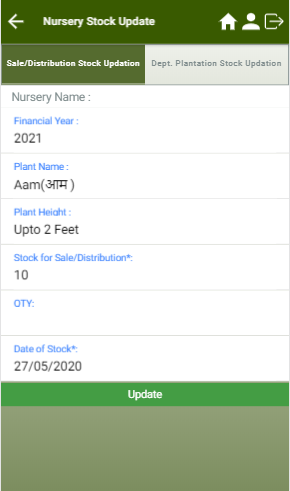 Nursery Stock Update
Sale/Distribution Stock Updation
Dept. Plantation Stock Updation
Nursery Name :
Financial Year :
2021
Plant Name :
Aam(आम )
Plant Height :
Upto 2 Feet
Stock for Sale/Distribution*:
10
QTY:
Date of Stock*:
27/05/2020
Update